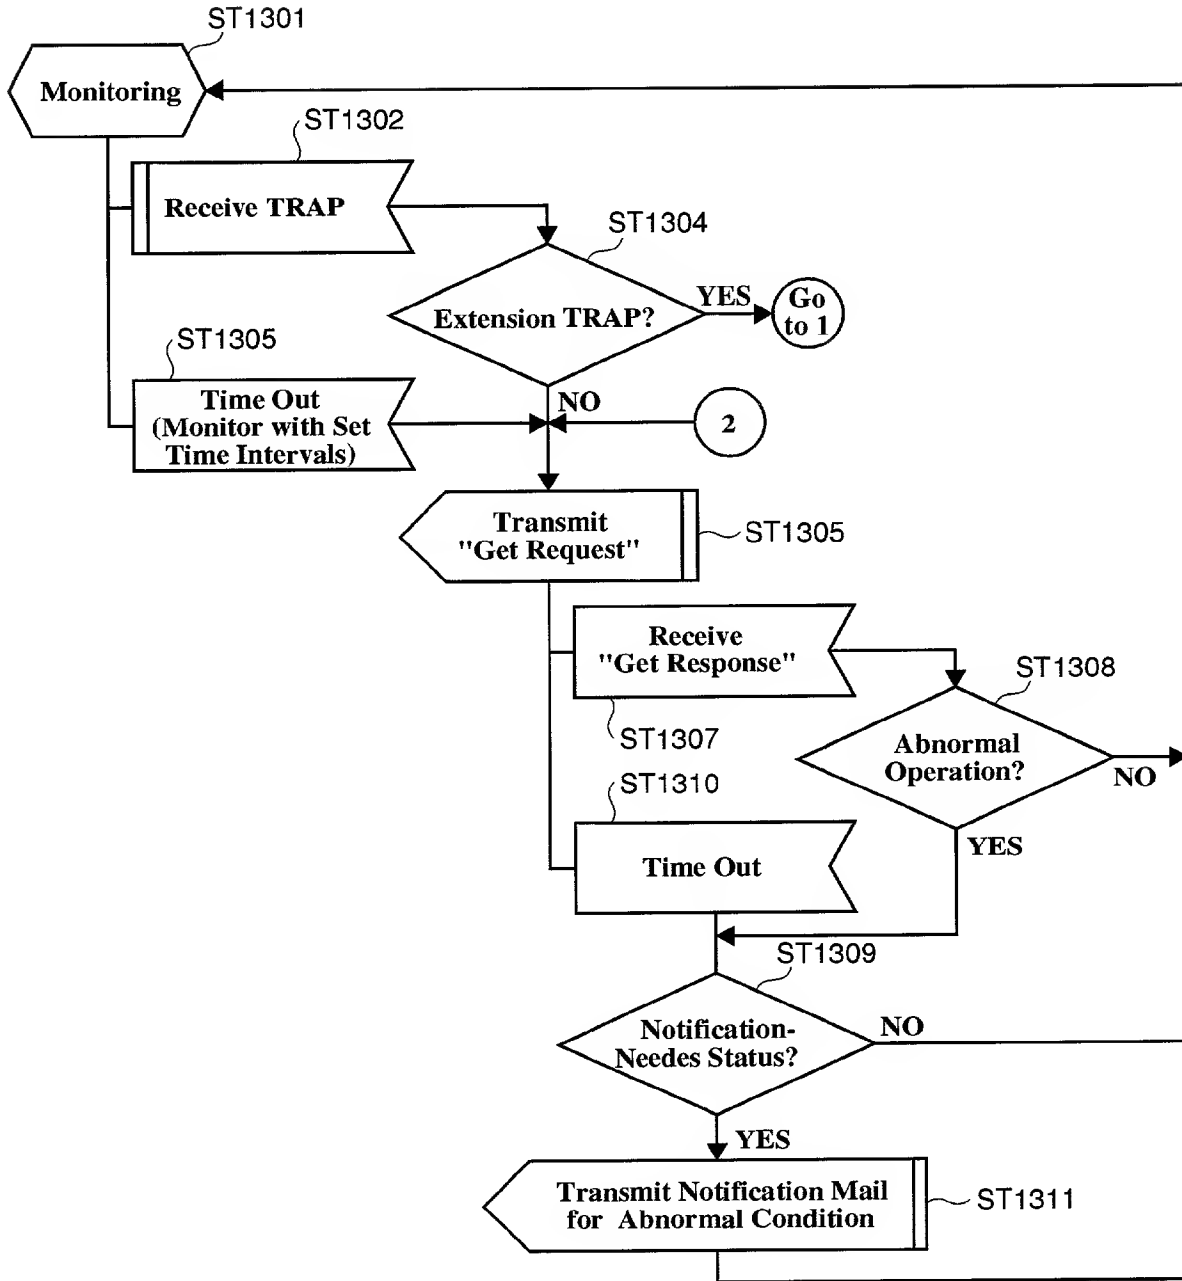 ST1301
Monitoring
ST1302
Receive TRAP
ST1304
Extension TRAP?
YES
Go
to 1
ST1305
Time Out
(Monitor with Set
Time Intervals)
NO
2
Transmit
"Get Request"
ST1305
Receive
"Get Response"
ST1307
ST1308
Abnormal
Operation?
NO
YES
ST1310
Time Out
ST1309
Notification-
Needes Status?
NO
YES
Transmit Notification Mail
for Abnormal Condition
ST1311